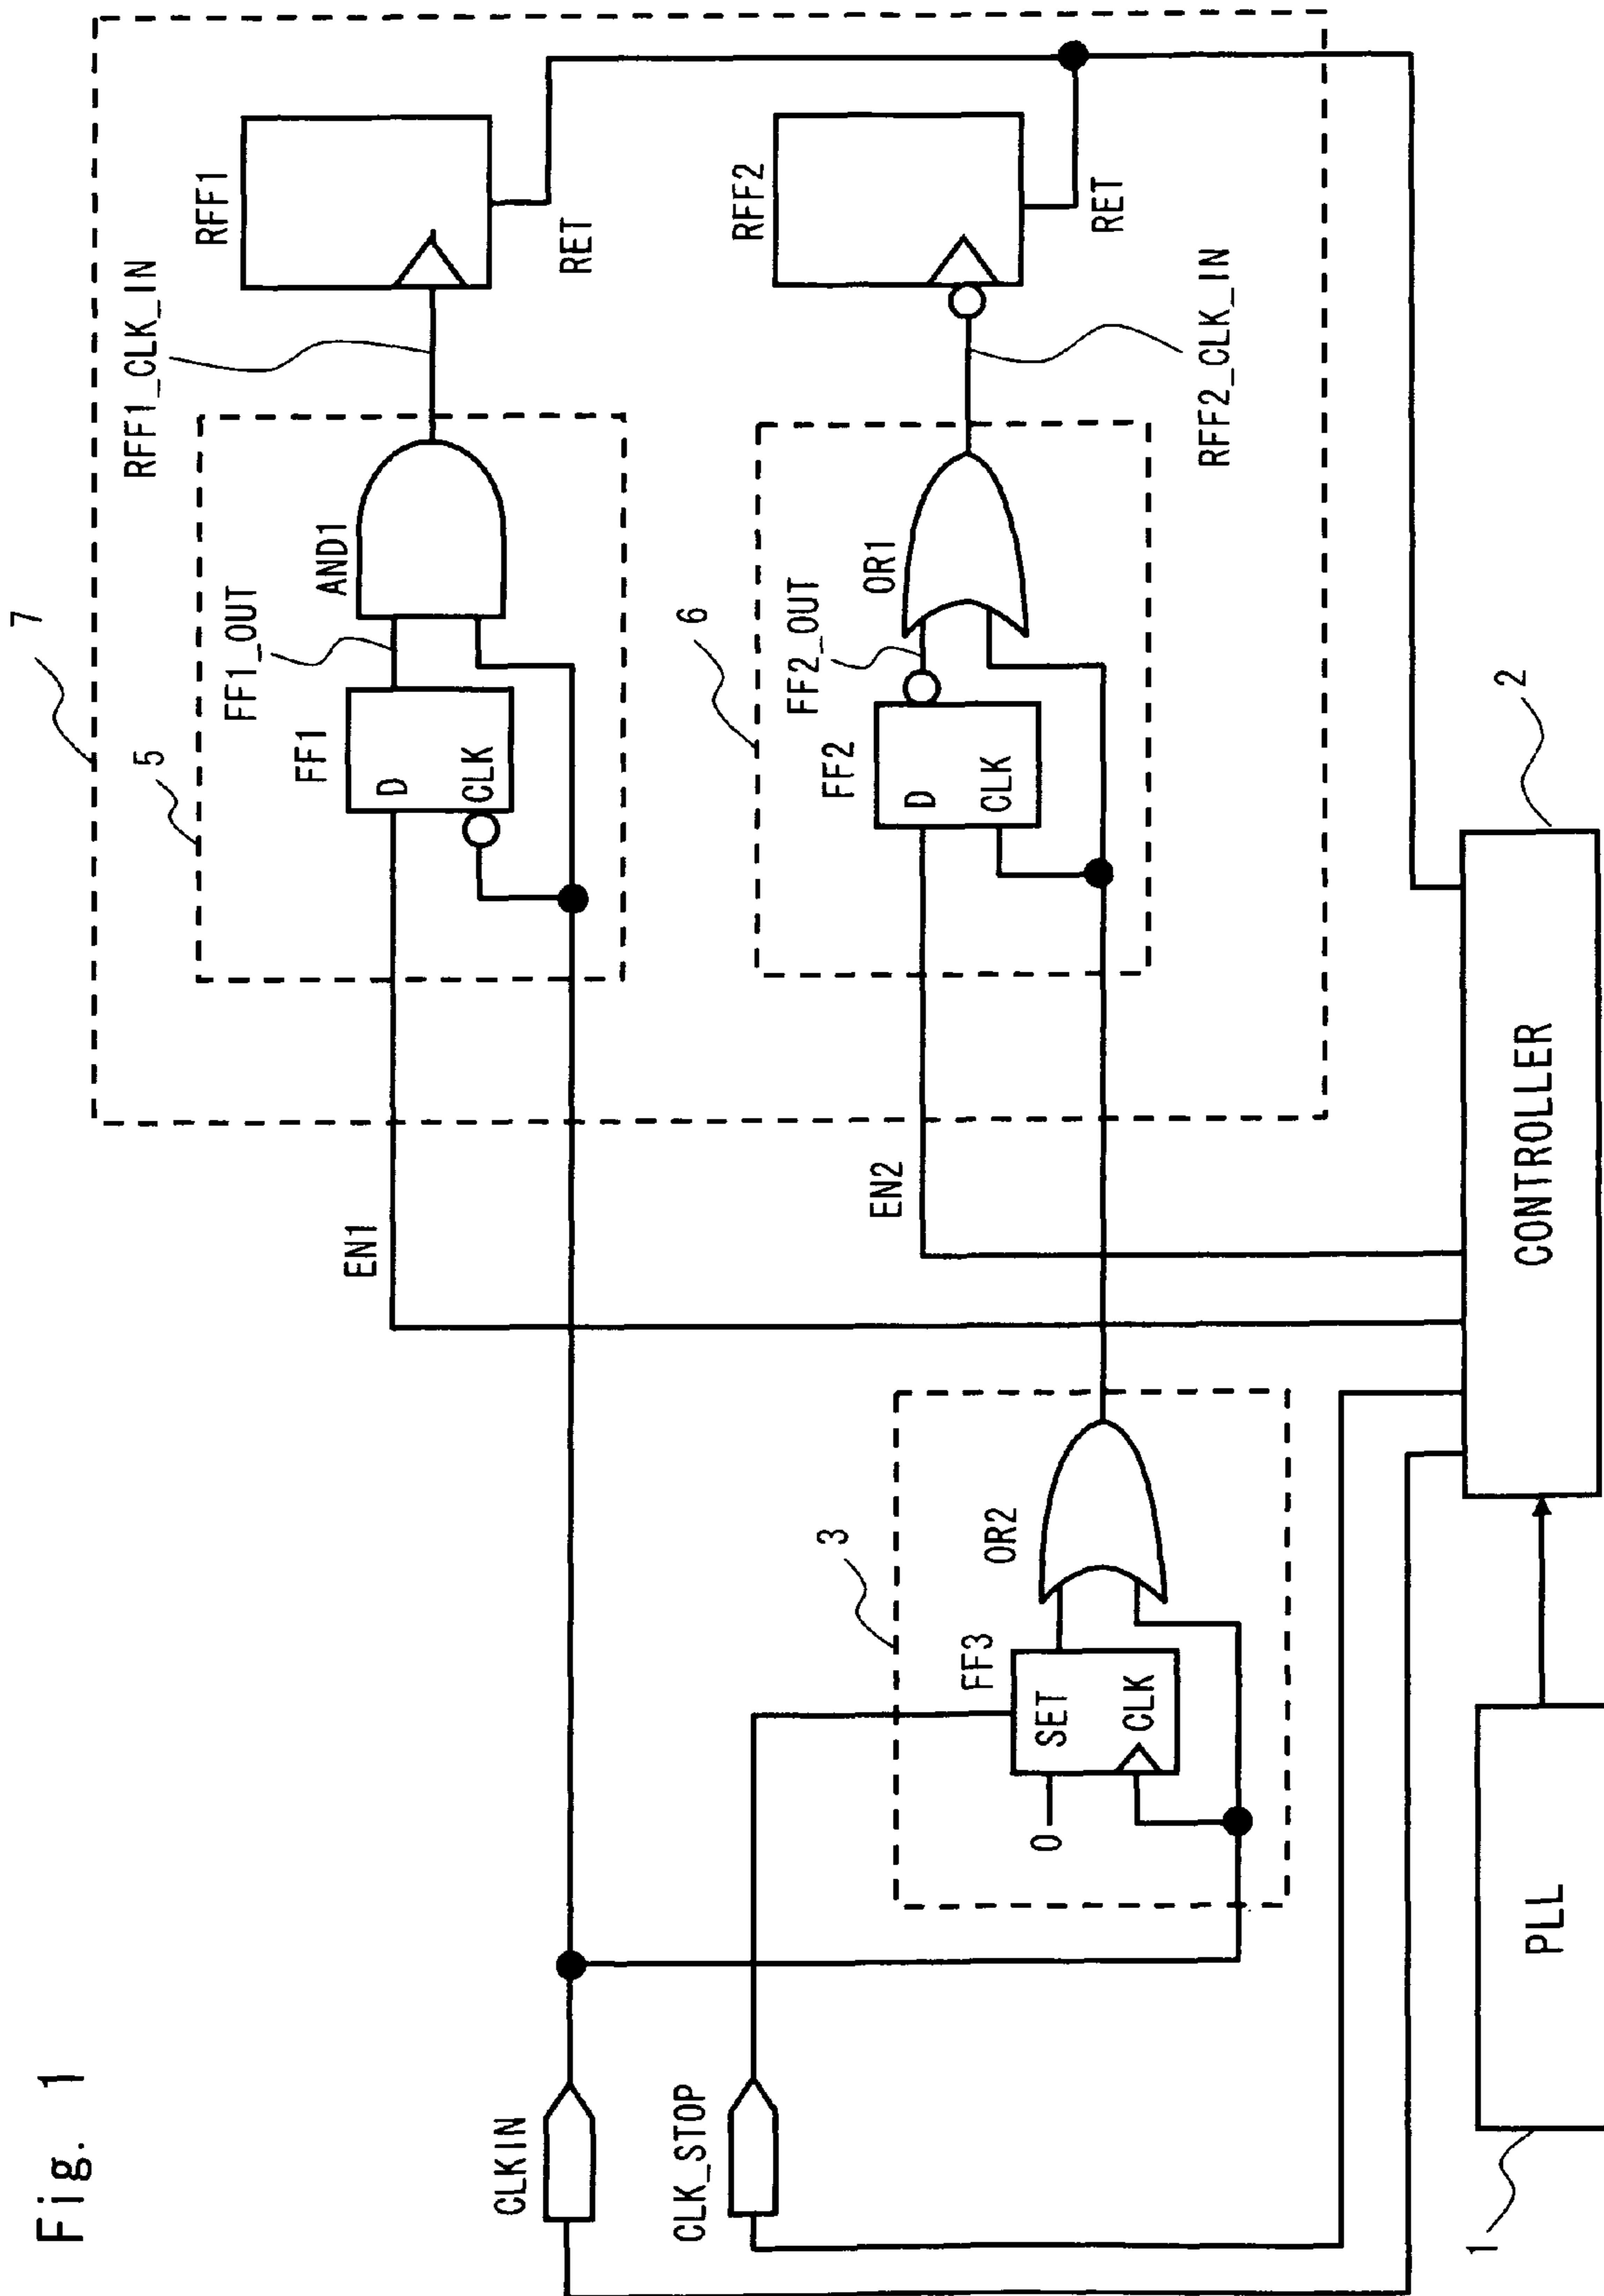 Fig. 1
7
5
RFF1_CLK_IN
RFF1
FF1_OUT
AND1
FF1
D
CLK
RET
EN1
CLKIN
6
FF2_OUT
OR1
RFF2
FF2
D
CLK
RET
RFF2_CLK_IN
EN2
CLK_STOP
3
FF3
OR2
SET
CLK
0
1
PLL
CONTROLLER
2